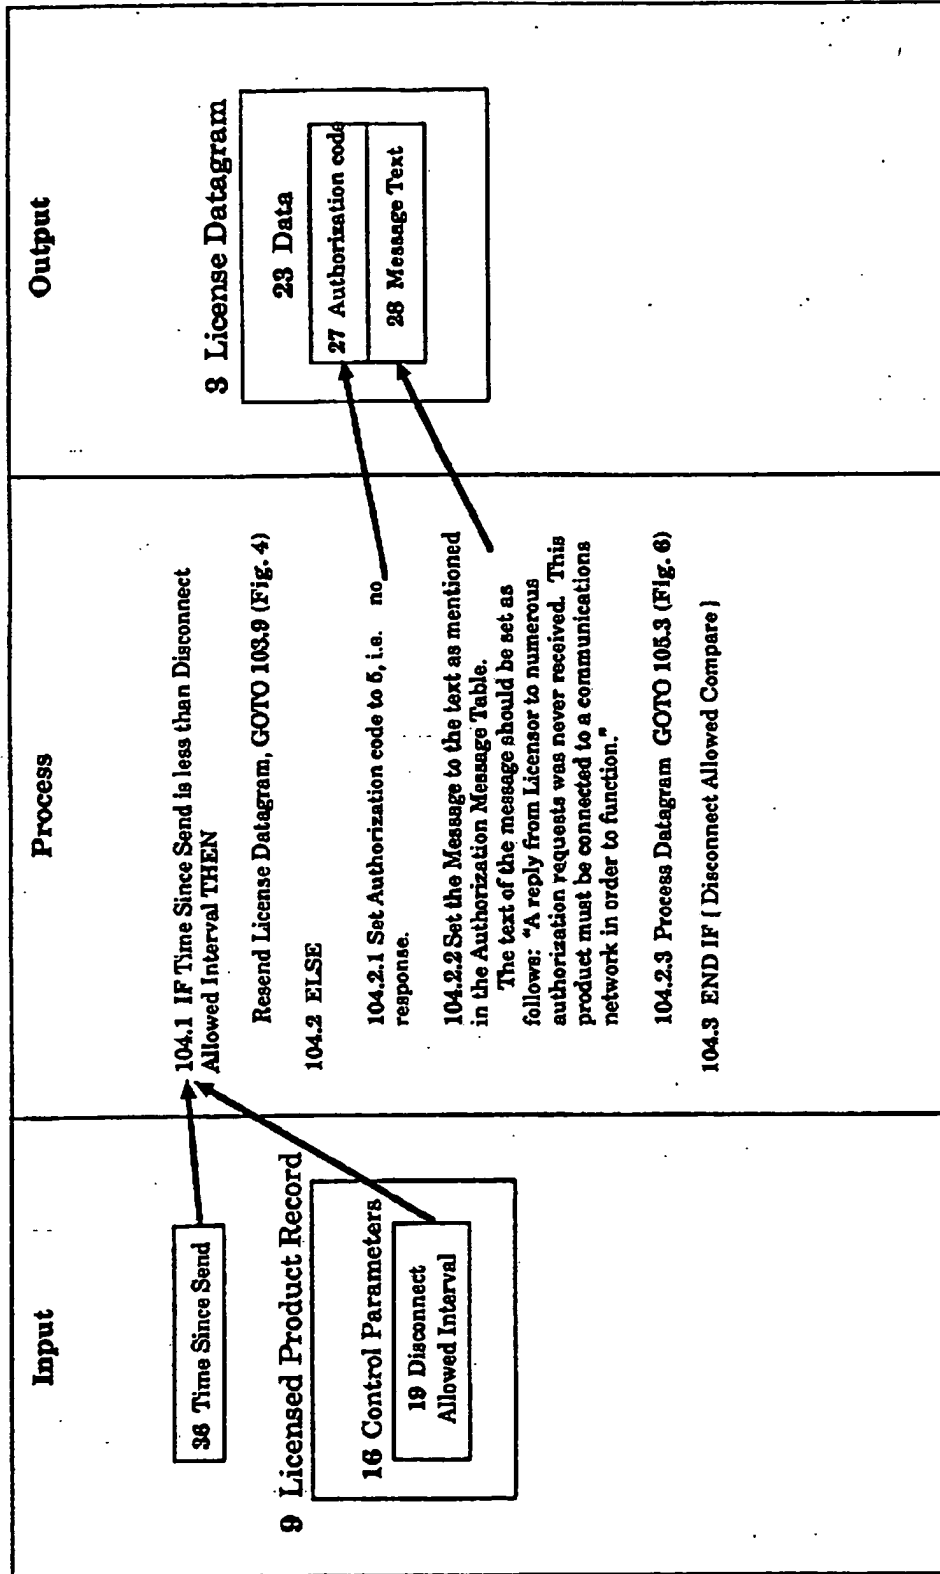 Input
36 Time Since Send
9 Licensed Product Record
16 Control Parameters
19 Disconnect
Allowed Interval
Process
104.1 IF Time Since Send is less than Disconnect
Allowed Interval THEN
Resend License Datagram, GOTO 103.9 (Fig. 4)
104.2 ELSE
104.2.1 Set Authorization code to 5, i.e. no
response.
104.2.2 Set the Message to the text as mentioned
in the Authorization Message Table.
The text of the message should be set as
follows: "A reply from Licensor to numerous
authorization requests was never received. This
product must be connected to a communications
network in order to function."
104.2.3 Process Datagram GOTO 105.3 (Fig. 6)
104.3 END IF { Disconnect Allowed Compare }
Output
3 License Datagram
23 Data
27 Authorization code
28 Message Text